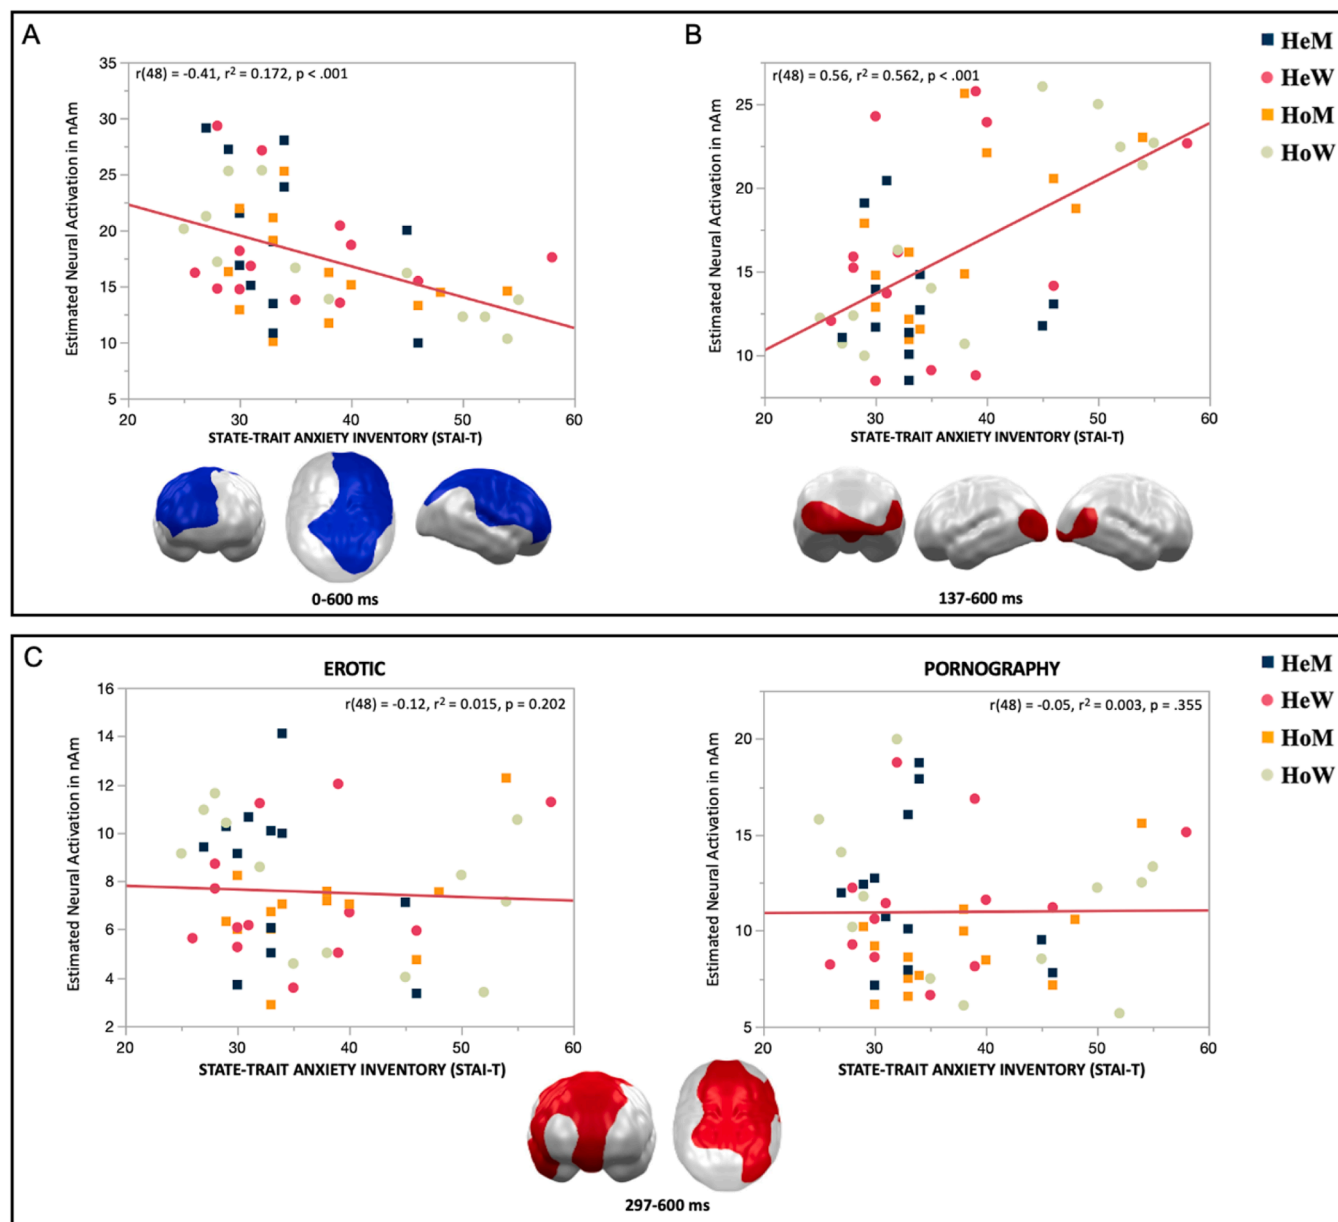 A
r(48) = -0.41, r² = 0.172, p < .001
Estimated Neural Activation in nAm
35
30
25
20
15
10
5
20 30 40 50 60
STATE-TRAIT ANXIETY INVENTORY (STAI-T)
0-600 ms
B
r(48) = 0.56, r² = 0.562, p < .001
Estimated Neural Activation in nAm
25
20
15
10
20 30 40 50 60
STATE-TRAIT ANXIETY INVENTORY (STAI-T)
137-600 ms
HeM
HeW
HoM
HoW
C
EROTIC
r(48) = -0.12, r² = 0.015, p = 0.202
Estimated Neural Activation in nAm
16
14
12
10
8
6
4
2
20 30 40 50 60
STATE-TRAIT ANXIETY INVENTORY (STAI-T)
PORNOGRAPHY
r(48) = -0.05, r² = 0.003, p = .355
Estimated Neural Activation in nAm
20
15
10
5
20 30 40 50 60
STATE-TRAIT ANXIETY INVENTORY (STAI-T)
HeM
HeW
HoM
HoW
297-600 ms